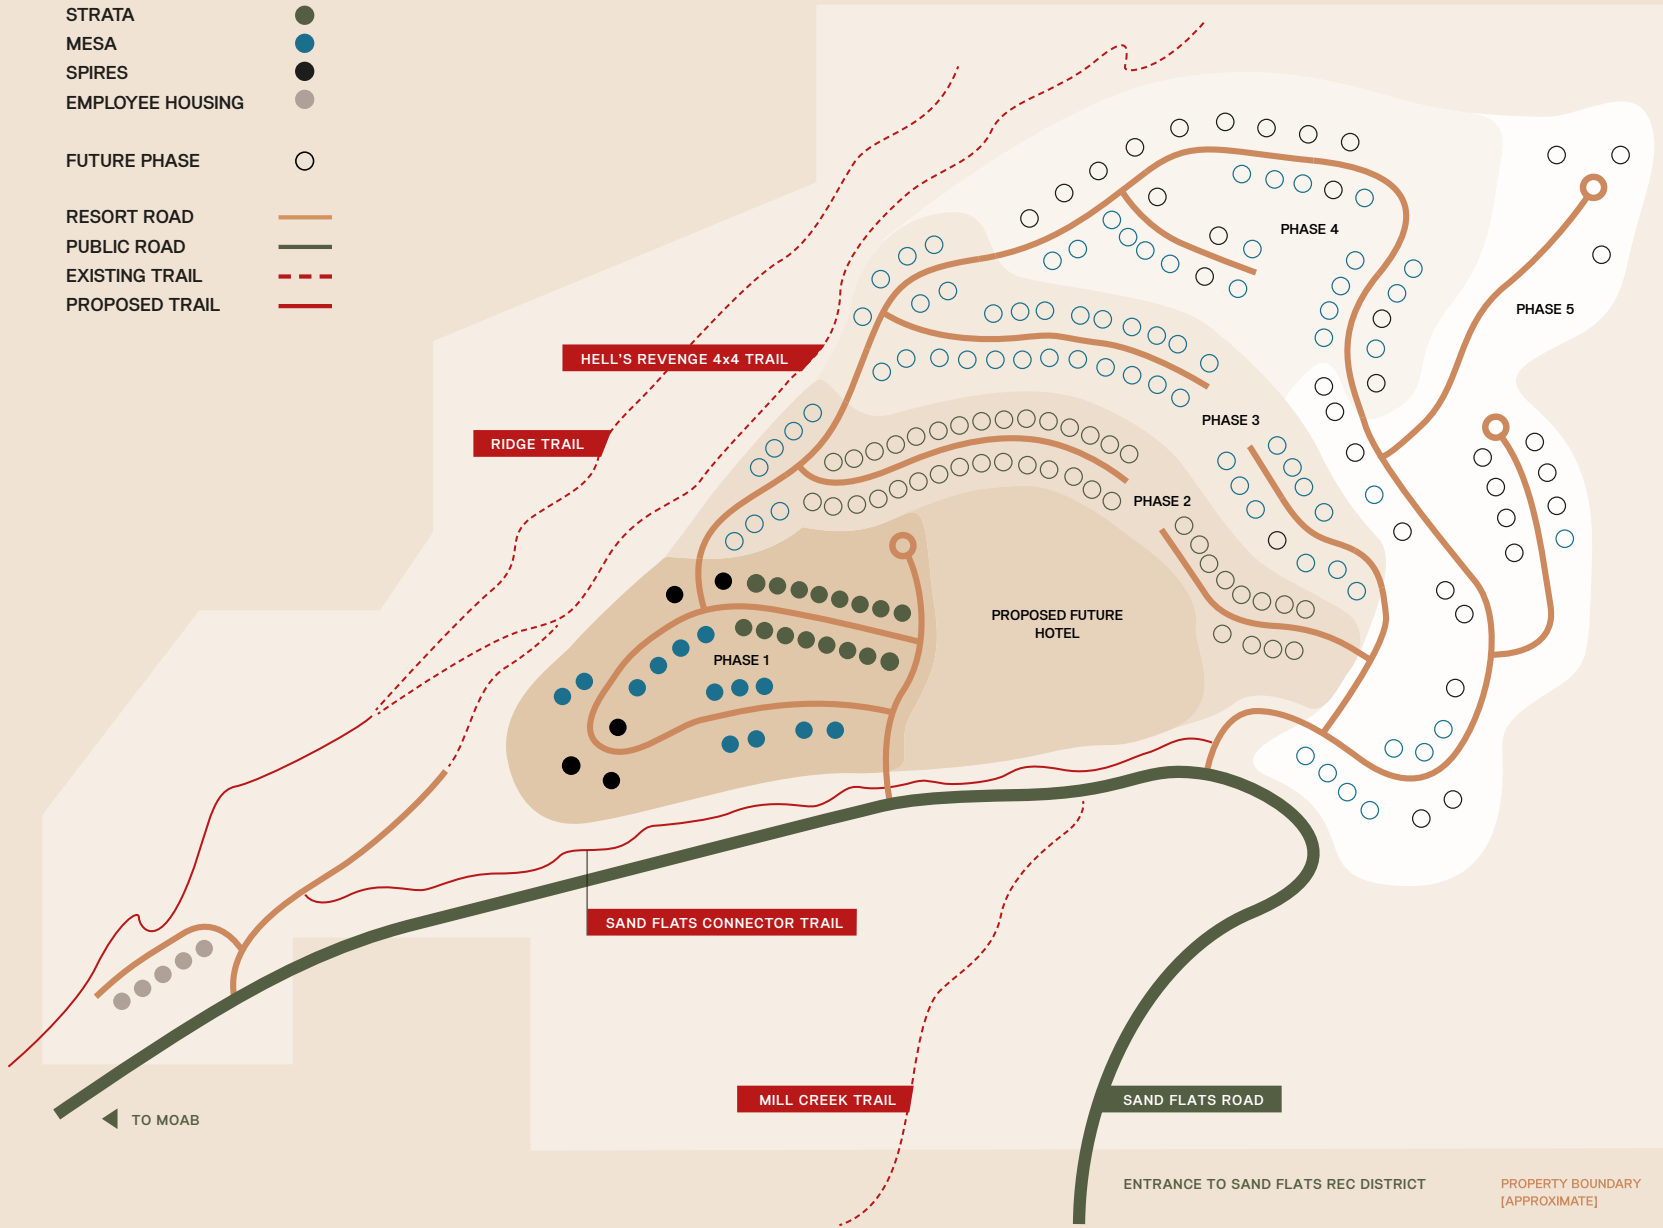 STRATA
MESA
SPIRES
EMPLOYEE HOUSING
FUTURE PHASE
RESORT ROAD
PUBLIC ROAD
EXISTING TRAIL
PROPOSED TRAIL
PHASE 4
PHASE 5
HELL'S REVENGE 4x4 TRAIL
PHASE 3
RIDGE TRAIL
PHASE 2
PROPOSED FUTURE
HOTEL
PHASE 1
SAND FLATS CONNECTOR TRAIL
MILL CREEK TRAIL
SAND FLATS ROAD
TO MOAB
ENTRANCE TO SAND FLATS REC DISTRICT
PROPERTY BOUNDARY
[APPROXIMATE]